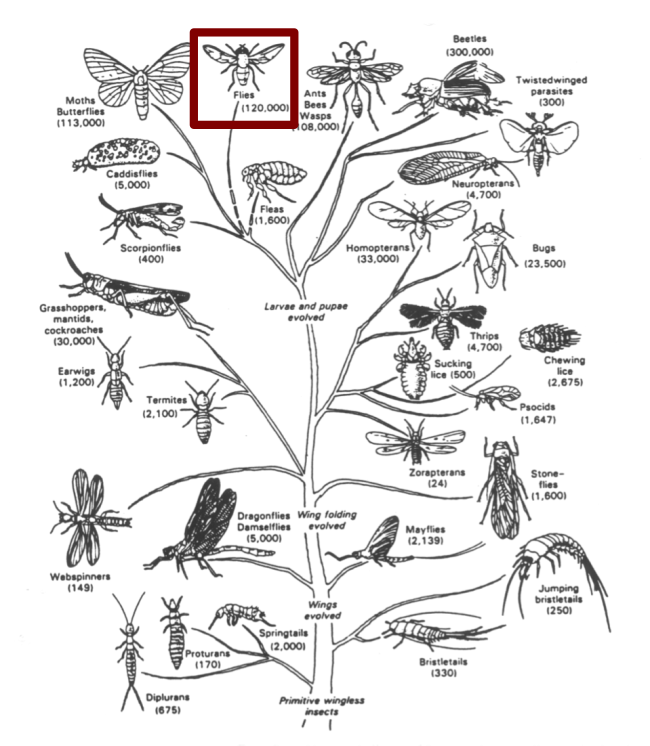 Beetles
(300,000)
Flies
(120,000)
Ants
Bees
Wasps
(108,000)
Twistedwinged
parasites
(300)
Moths
Butterflies
(113,000)
Caddisflies
(5,000)
Fleas
(1,600)
Neuropterans
(4,700)
Scorpionflies
(400)
Homopterans
(33,000)
Bugs
(23,500)
Larvae and pupae
evolved
Grasshoppers,
mantids,
cockroaches
(30,000)
Thrips
(4,700)
Earwigs
(1,200)
Sucking
lice (500)
Chewing
lice
(2,675)
Termites
(2,100)
Psocids
(1,647)
Zorapterans
(24)
Stone-
flies
(1,600)
Dragonflies
Damselflies
(5,000)
Wing folding
evolved
Mayflies
(2,139)
Webspinners
(149)
Jumping
bristletails
(250)
Wings
evolved
Springtails
(2,000)
Proturans
(170)
Bristletails
(330)
Diplurans
(675)
Primitive wingless
insects